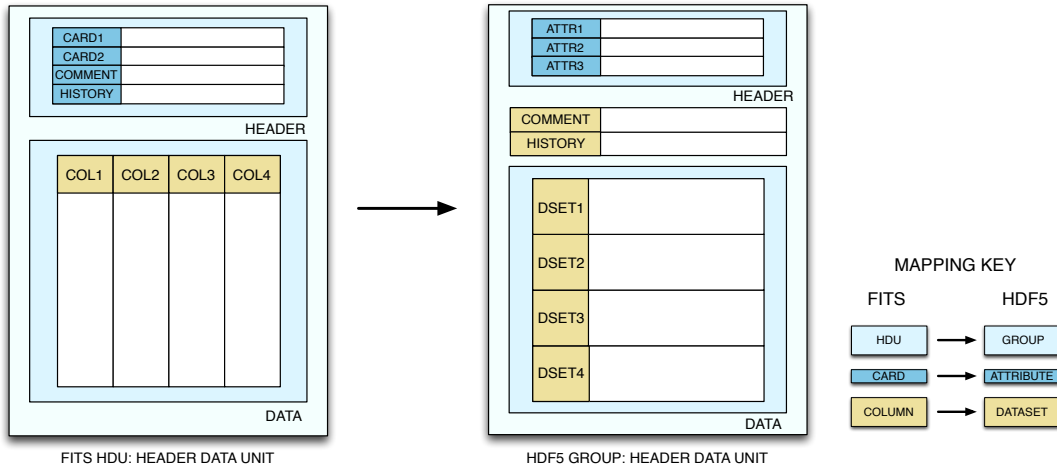 CARD1
CARD2
COMMENT
HISTORY
HEADER
COL1 COL2 COL3 COL4
DATA
FITS HDU: HEADER DATA UNIT
ATTR1
ATTR2
ATTR3
HEADER
COMMENT
HISTORY
DSET1
DSET2
DSET3
DSET4
DATA
HDF5 GROUP: HEADER DATA UNIT
MAPPING KEY
FITS HDF5
HDU GROUP
CARD ATTRIBUTE
COLUMN DATASET